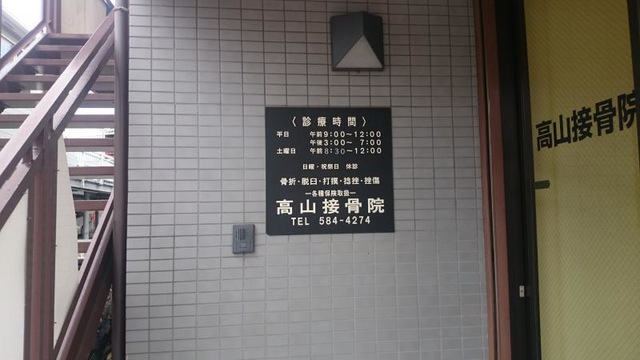 〈診療時間〉
平日 午前9:00〜12:00
午後3:00〜7:00
土曜日 午前8:30〜12:00
日曜・祝祭日 休診
骨折・脱臼・打撲・捻挫・挫傷
―各種保険取扱―
高山接骨院
TEL 584-4274
高山接骨院